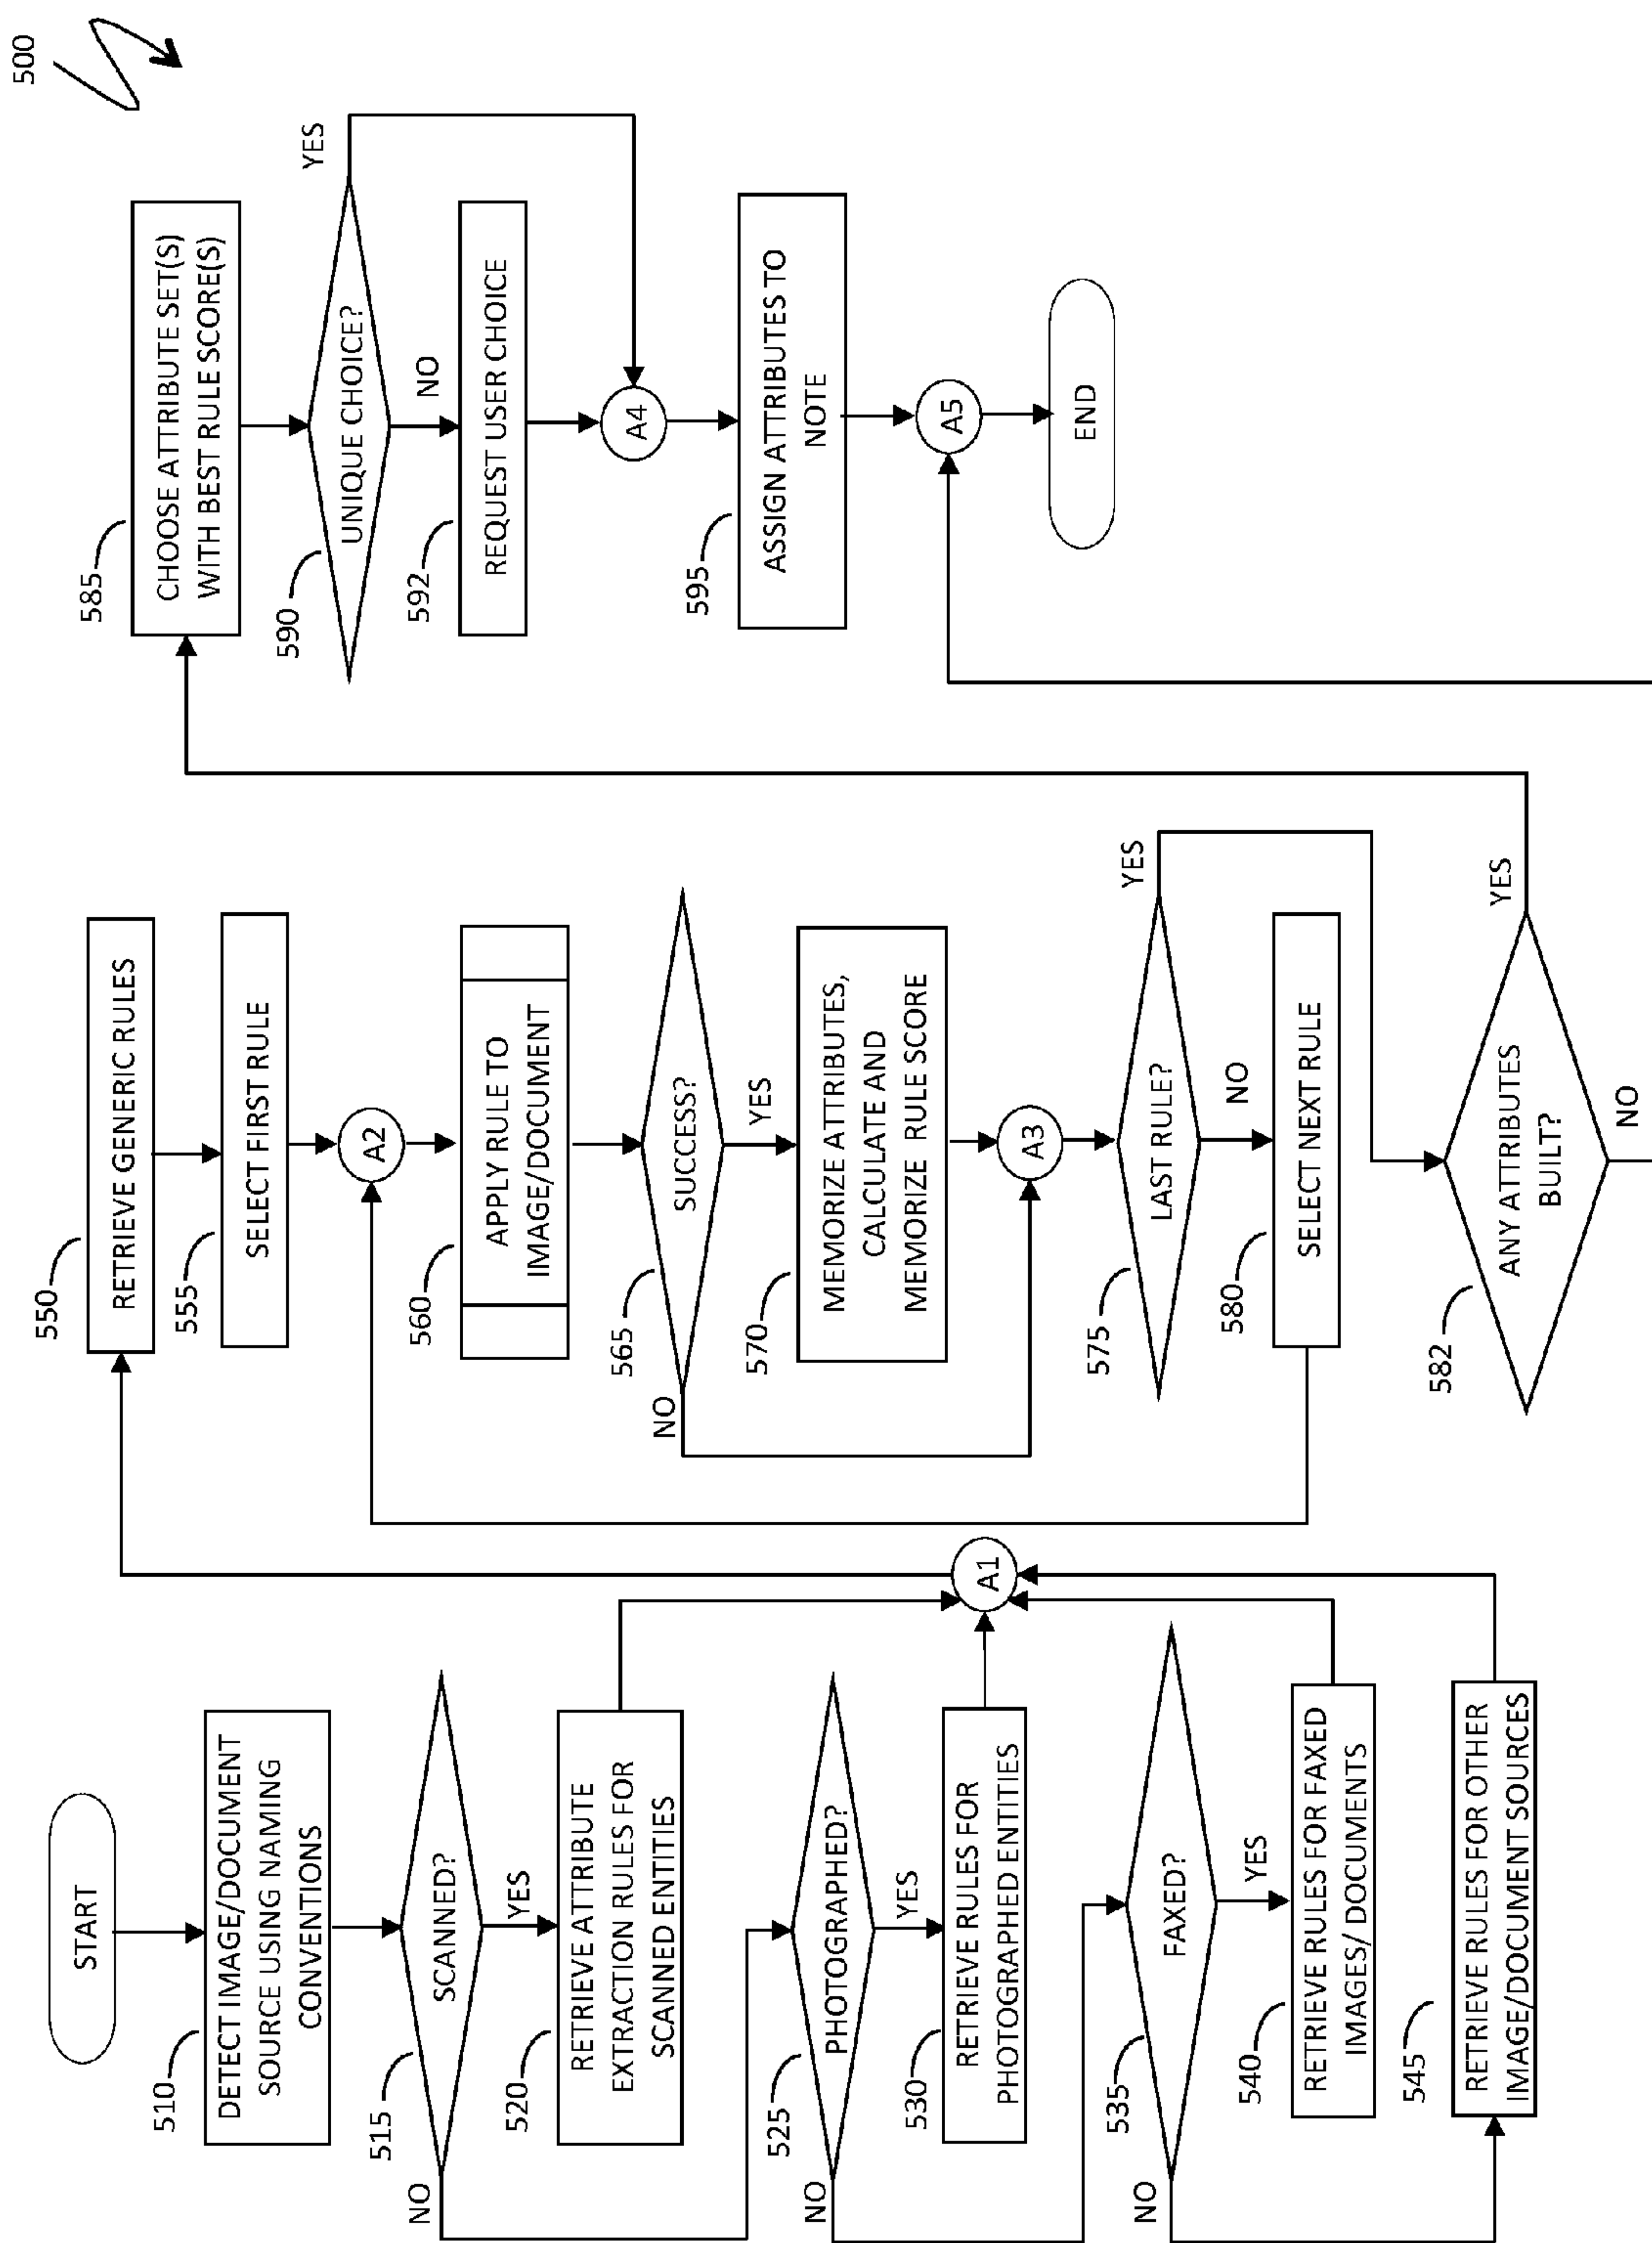 500
START
510
DETECT IMAGE/DOCUMENT
SOURCE USING NAMING
CONVENTIONS
515
SCANNED?
NO
YES
520
RETRIEVE ATTRIBUTE
EXTRACTION RULES FOR
SCANNED ENTITIES
525
PHOTOGRAPHED?
NO
YES
530
RETRIEVE RULES FOR
PHOTOGRAPHED ENTITIES
535
FAXED?
NO
YES
540
RETRIEVE RULES FOR FAXED
IMAGES/ DOCUMENTS
545
RETRIEVE RULES FOR OTHER
IMAGE/DOCUMENT SOURCES
A1
550
RETRIEVE GENERIC RULES
555
SELECT FIRST RULE
A2
560
APPLY RULE TO
IMAGE/DOCUMENT
565
SUCCESS?
NO
YES
570
MEMORIZE ATTRIBUTES,
CALCULATE AND
MEMORIZE RULE SCORE
A3
575
LAST RULE?
YES
NO
580
SELECT NEXT RULE
582
ANY ATTRIBUTES
BUILT?
YES
NO
585
CHOOSE ATTRIBUTE SET(S)
WITH BEST RULE SCORE(S)
590
UNIQUE CHOICE?
YES
NO
592
REQUEST USER CHOICE
A4
595
ASSIGN ATTRIBUTES TO
NOTE
A5
END